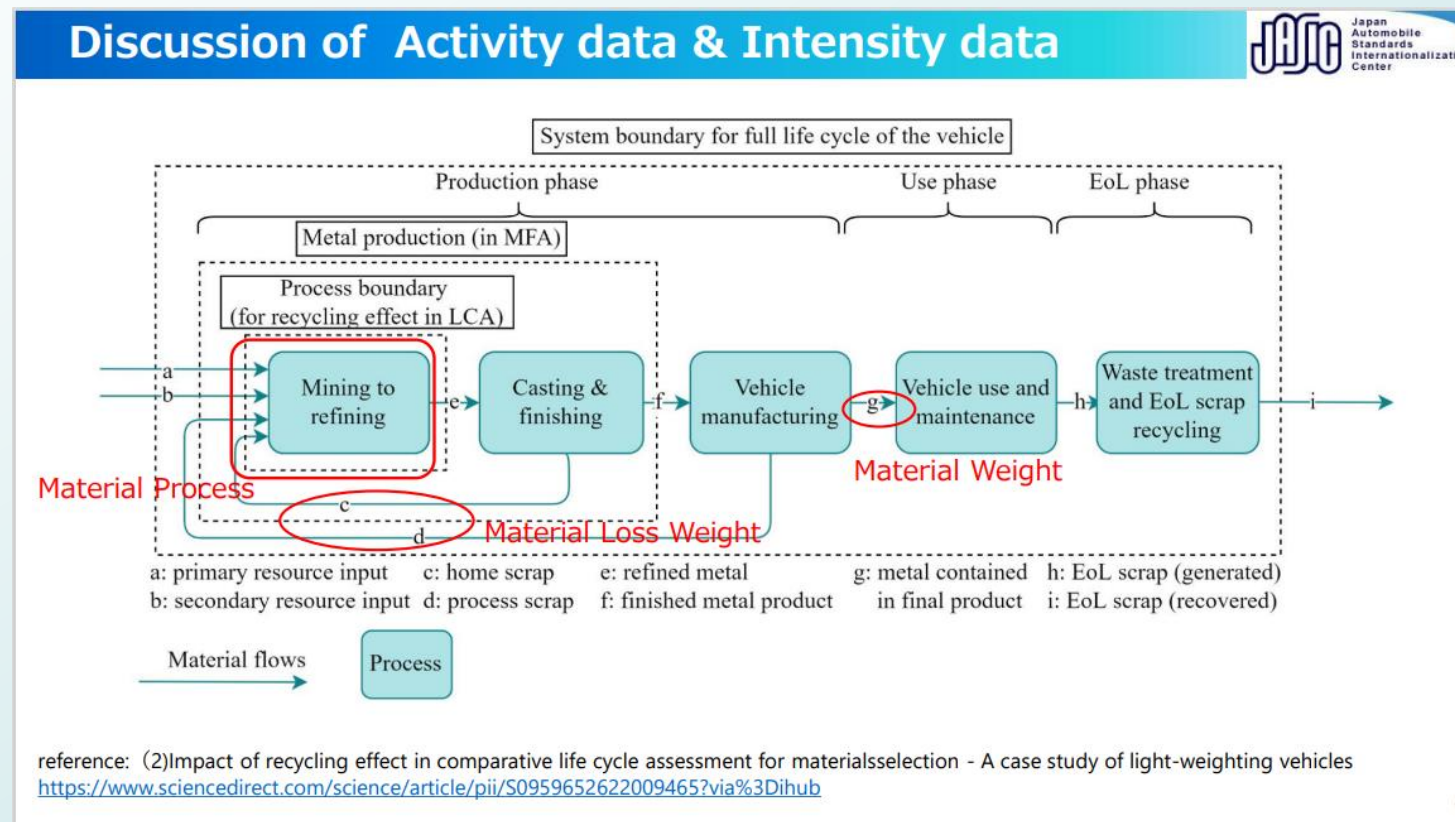 Discussion of Activity data & Intensity data
JASIC
Japan
Automobile
Standards
Center
System boundary for full life cycle of the vehicle
Production phase
Use phase
EoL phase
Metal production (in MFA)
Process boundary
(for recycling effect in LCA)
a
b
Mining to
refining
e
Casting &
finishing
f
Vehicle
manufacturing
g
Vehicle use and
maintenance
h
Waste treatment
and EoL scrap
recycling
i
Material Process
Material Weight
c
d
Material Loss Weight
a: primary resource input
c: home scrap
e: refined metal
g: metal contained
h: EoL scrap (generated)
b: secondary resource input
d: process scrap
f: finished metal product
in final product
i: EoL scrap (recovered)
Material flows
Process
reference: （2)Impact of recycling effect in comparative life cycle assessment for materialsselection - A case study of light-weighting vehicles
https://www.sciencedirect.com/science/article/pii/S0959652622009465?via%3Dihub